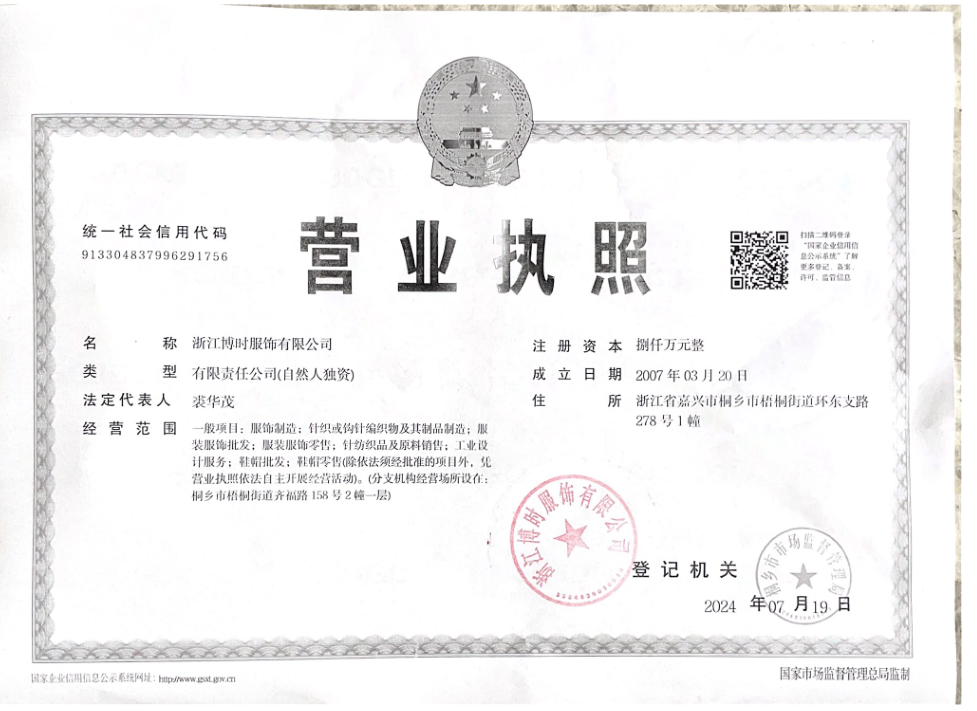 统一社会信用代码
913304837996291756
营业执照
扫描二维码登录
“国家企业信用信
息公示系统”了解
更多登记、备案、
许可、监管信息
名 称 浙江博时服饰有限公司
类 型 有限责任公司(自然人独资)
法定代表人 裘华茂
经营范围 一般项目：服饰制造；针织或钩针编织物及其制品制造；服
装服饰批发；服装服饰零售；针纺织品及原料销售；工业设
计服务；鞋帽批发；鞋帽零售(除依法须经批准的项目外，凭
营业执照依法自主开展经营活动)。(分支机构经营场所设在：
桐乡市梧桐街道齐福路 158 号 2 幢一层)
注册资本 捌仟万元整
成立日期 2007 年 03 月 20 日
住 所 浙江省嘉兴市桐乡市梧桐街道环东支路
278 号 1 幢
浙江博时服饰有限公司
登记机关
桐乡市市场监督管理局
2024 年 07 月 19 日
国家企业信用信息公示系统网址：http://www.gsxt.gov.cn
国家市场监督管理总局监制